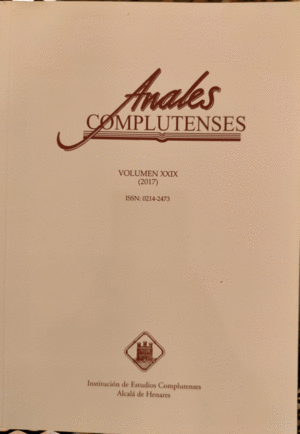 Anales
COMPLUTENSES
VOLUMEN XXIX
(2017)
ISSN: 0214-2473
Institución de Estudios Complutenses
Alcalá de Henares